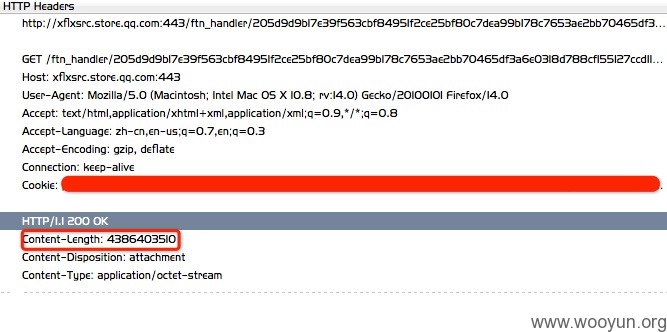 HTTP Headers
http://xflxsrc.store.qq.com:443/ftn_handler/205d9d9b17e39f563cbf84951f2ce25bf80c7dea99b178c7653ae2bb70465df3...
GET /ftn_handler/205d9d9b17e39f563cbf84951f2ce25bf80c7dea99b178c7653ae2bb70465df3a6e0318d788cf155127ccd11...
Host: xflxsrc.store.qq.com:443
User-Agent: Mozilla/5.0 (Macintosh; Intel Mac OS X 10.8; rv:14.0) Gecko/20100101 Firefox/14.0
Accept: text/html,application/xhtml+xml,application/xml;q=0.9,*/*;q=0.8
Accept-Language: zh-cn,en-us;q=0.7,en;q=0.3
Accept-Encoding: gzip, deflate
Connection: keep-alive
Cookie:
HTTP/1.1 200 OK
Content-Length: 4386403510
Content-Disposition: attachment
Content-Type: application/octet-stream
www.wooyun.org